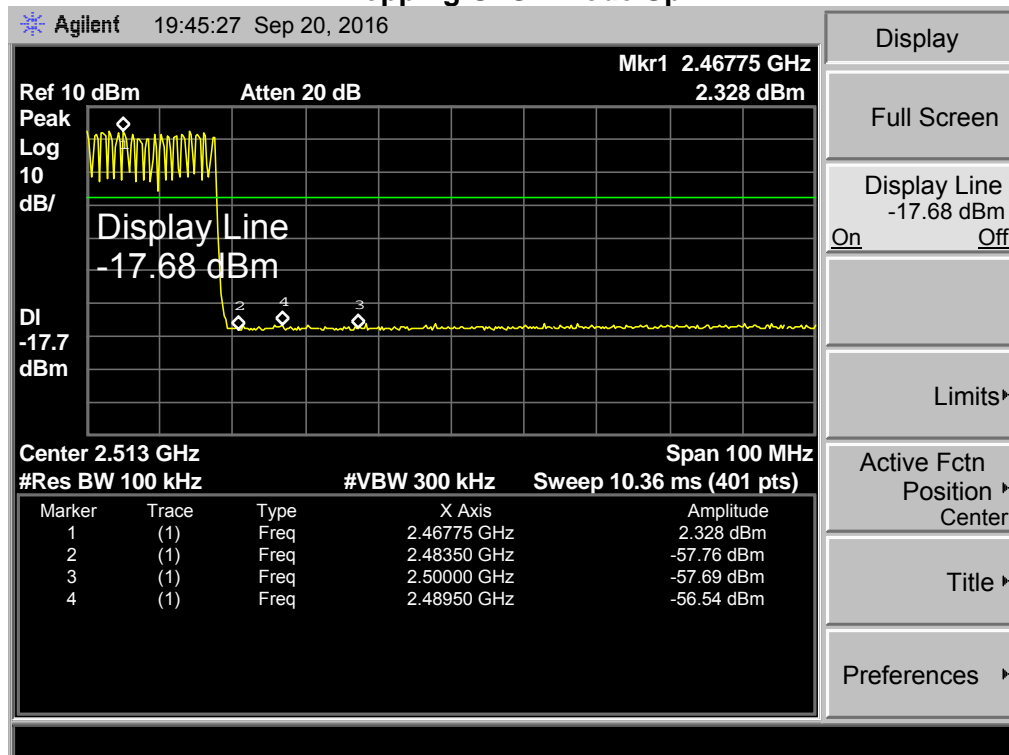 Agilent 19:45:27 Sep 20, 2016
Mkr1 2.46775 GHz
Ref 10 dBm Atten 20 dB 2.328 dBm
Peak
Log
10
dB/
1
Display Line
-17.68 dBm
2 4 3
DI
-17.7
dBm
Center 2.513 GHz Span 100 MHz
#Res BW 100 kHz #VBW 300 kHz Sweep 10.36 ms (401 pts)
Marker Trace Type X Axis Amplitude
1 (1) Freq 2.46775 GHz 2.328 dBm
2 (1) Freq 2.48350 GHz -57.76 dBm
3 (1) Freq 2.50000 GHz -57.69 dBm
4 (1) Freq 2.48950 GHz -56.54 dBm
Display
Full Screen
Display Line
-17.68 dBm
On Off
Limits
Active Fctn
Position
Center
Title
Preferences